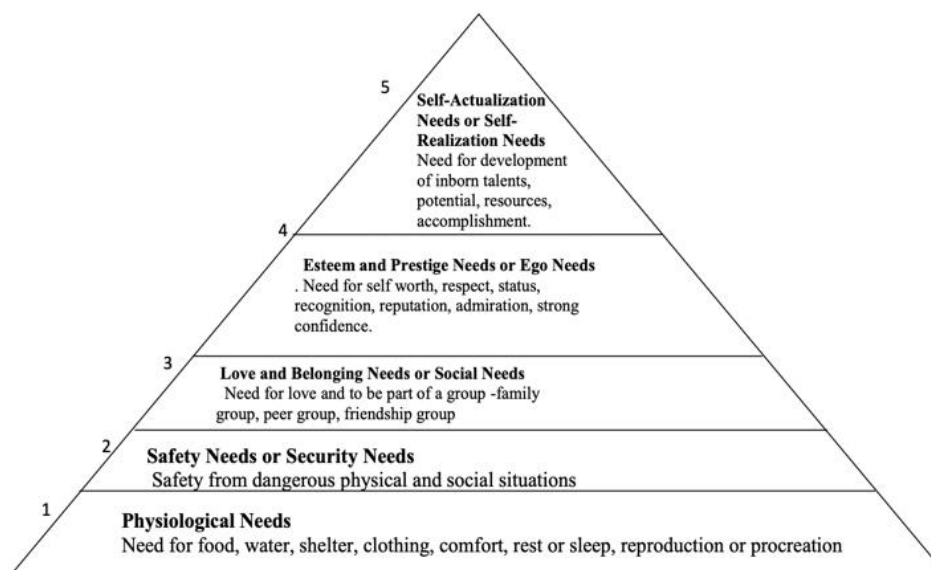 5
Self-Actualization
Needs or Self-
Realization Needs
Need for development
of inborn talents,
potential, resources,
accomplishment.
4
Esteem and Prestige Needs or Ego Needs
. Need for self worth, respect, status,
recognition, reputation, admiration, strong
confidence.
3
Love and Belonging Needs or Social Needs
Need for love and to be part of a group -family
group, peer group, friendship group
2
Safety Needs or Security Needs
Safety from dangerous physical and social situations
1
Physiological Needs
Need for food, water, shelter, clothing, comfort, rest or sleep, reproduction or procreation